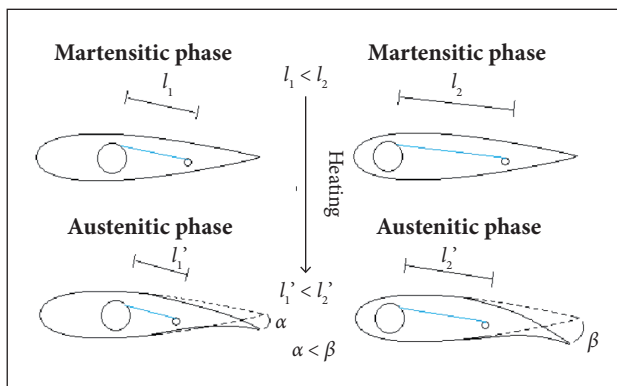 Martensitic phase
l₁
l₁ < l₂
Martensitic phase
l₂
Heating
Austenitic phase
l₁’
α
l₁’ < l₂’
α < β
Austenitic phase
l₂’
β